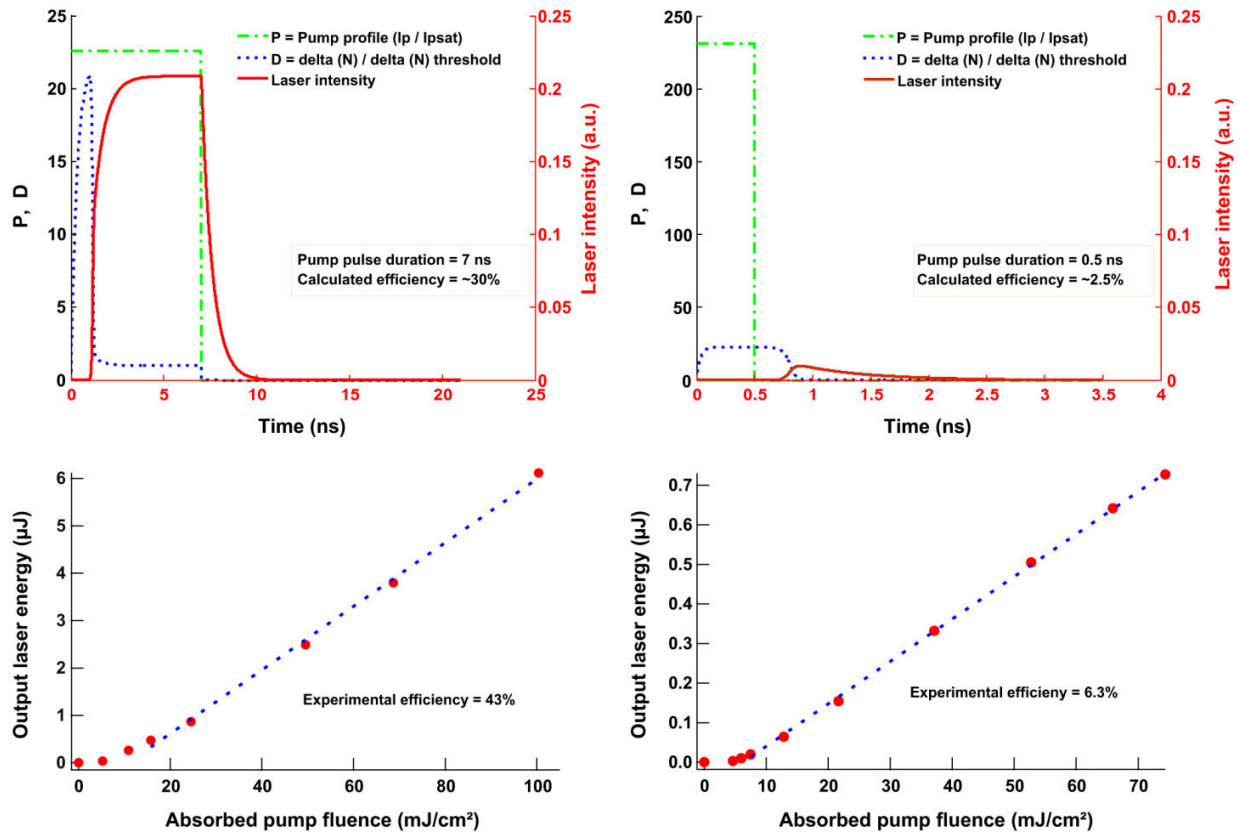 25
20
15
10
5
0
P, D
0.25
0.2
0.15
0.1
0.05
0
Laser intensity (a.u.)
P = Pump profile (Ip / Ipsat)
D = delta (N) / delta (N) threshold
Laser intensity
Pump pulse duration = 7 ns
Calculated efficiency = ~30%
0 5 10 15 20 25
Time (ns)
250
200
150
100
50
0
P, D
0.25
0.2
0.15
0.1
0.05
0
Laser intensity (a.u.)
P = Pump profile (Ip / Ipsat)
D = delta (N) / delta (N) threshold
Laser intensity
Pump pulse duration = 0.5 ns
Calculated efficiency = ~2.5%
0 0.5 1 1.5 2 2.5 3 3.5 4
Time (ns)
6
5
4
3
2
1
0
Output laser energy (µJ)
Experimental efficiency = 43%
0 20 40 60 80 100
Absorbed pump fluence (mJ/cm²)
0.7
0.6
0.5
0.4
0.3
0.2
0.1
0.0
Output laser energy (µJ)
Experimental efficieny = 6.3%
0 10 20 30 40 50 60 70
Absorbed pump fluence (mJ/cm²)